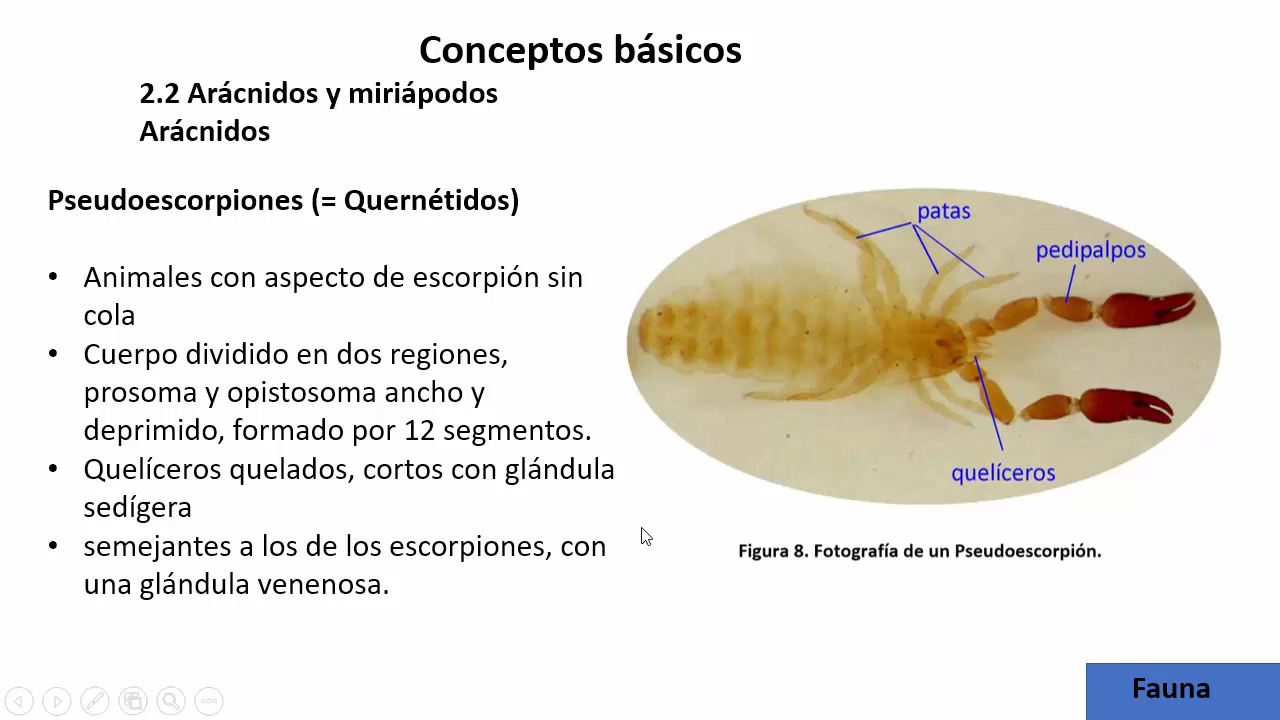 Conceptos básicos
2.2 Arácnidos y miriápodos
Arácnidos
Pseudoescorpiones (= Quernétidos)
• Animales con aspecto de escorpión sin
cola
• Cuerpo dividido en dos regiones,
prosoma y opistosoma ancho y
deprimido, formado por 12 segmentos.
• Quelíceros quelados, cortos con glándula
sedígera
• semejantes a los de los escorpiones, con
una glándula venenosa.
patas
pedipalpos
quelíceros
Figura 8. Fotografía de un Pseudoescorpión.
Fauna